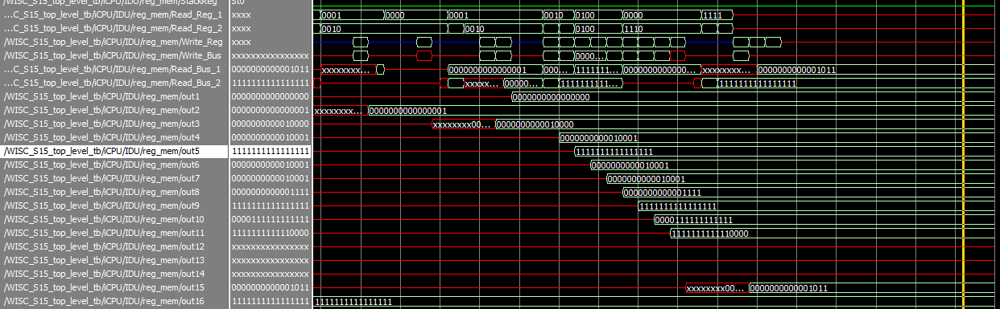 /WISC_S15_top_level_tb/iCPU/IDU/reg_mem/StackReg St0
...C_S15_top_level_tb/iCPU/IDU/reg_mem/Read_Reg_1 xxxx 0001 0000 0001 0010 0100 0000 1111
...C_S15_top_level_tb/iCPU/IDU/reg_mem/Read_Reg_2 xxxx 0010 0010 0100 1110
/WISC_S15_top_level_tb/iCPU/IDU/reg_mem/Write_Reg xxxx
/WISC_S15_top_level_tb/iCPU/IDU/reg_mem/Write_Bus xxxxxxxxxxxxxxxx 0000...
...C_S15_top_level_tb/iCPU/IDU/reg_mem/Read_Bus_1 0000000000001011 xxxxxxxx... 0000000000000001 000... 1111111... 0000000000000... xxxxxxxx... 0000000000001011
...C_S15_top_level_tb/iCPU/IDU/reg_mem/Read_Bus_2 1111111111111111 xxxxx... 00000... 1111111111... 1111111111111111
/WISC_S15_top_level_tb/iCPU/IDU/reg_mem/out1 0000000000000000 0000000000000000
/WISC_S15_top_level_tb/iCPU/IDU/reg_mem/out2 0000000000000001 xxxxxxxx... 0000000000000001
/WISC_S15_top_level_tb/iCPU/IDU/reg_mem/out3 0000000000010000 xxxxxxxx00... 0000000000010000
/WISC_S15_top_level_tb/iCPU/IDU/reg_mem/out4 0000000000010001 0000000000010001
/WISC_S15_top_level_tb/iCPU/IDU/reg_mem/out5 1111111111111111 1111111111111111
/WISC_S15_top_level_tb/iCPU/IDU/reg_mem/out6 0000000000010001 0000000000010001
/WISC_S15_top_level_tb/iCPU/IDU/reg_mem/out7 0000000000010001 0000000000010001
/WISC_S15_top_level_tb/iCPU/IDU/reg_mem/out8 0000000000001111 0000000000001111
/WISC_S15_top_level_tb/iCPU/IDU/reg_mem/out9 1111111111111111 1111111111111111
/WISC_S15_top_level_tb/iCPU/IDU/reg_mem/out10 0000111111111111 0000111111111111
/WISC_S15_top_level_tb/iCPU/IDU/reg_mem/out11 1111111111110000 1111111111110000
/WISC_S15_top_level_tb/iCPU/IDU/reg_mem/out12 xxxxxxxxxxxxxxxx
/WISC_S15_top_level_tb/iCPU/IDU/reg_mem/out13 xxxxxxxxxxxxxxxx
/WISC_S15_top_level_tb/iCPU/IDU/reg_mem/out14 xxxxxxxxxxxxxxxx
/WISC_S15_top_level_tb/iCPU/IDU/reg_mem/out15 0000000000001011 xxxxxxxx00... 0000000000001011
/WISC_S15_top_level_tb/iCPU/IDU/reg_mem/out16 1111111111111111 1111111111111111